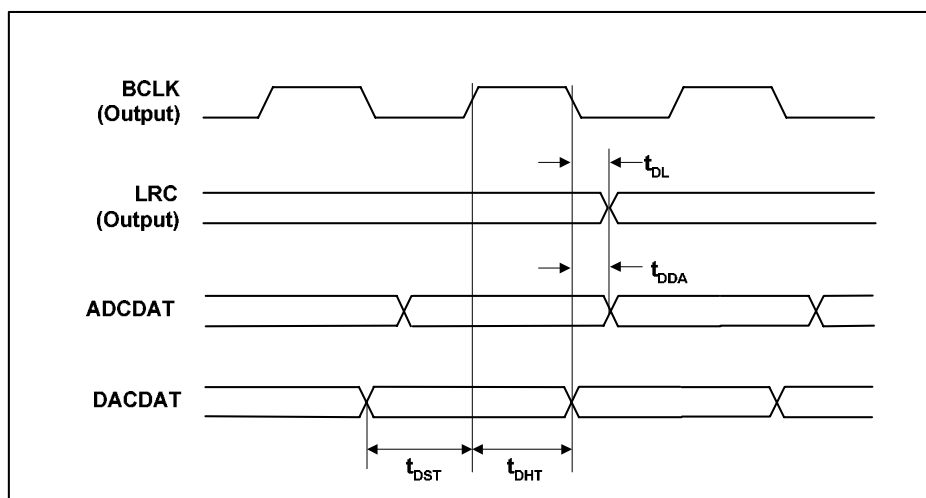 BCLK
(Output)
tDL
LRC
(Output)
tDDA
ADCDAT
DACDAT
tDST
tDHT